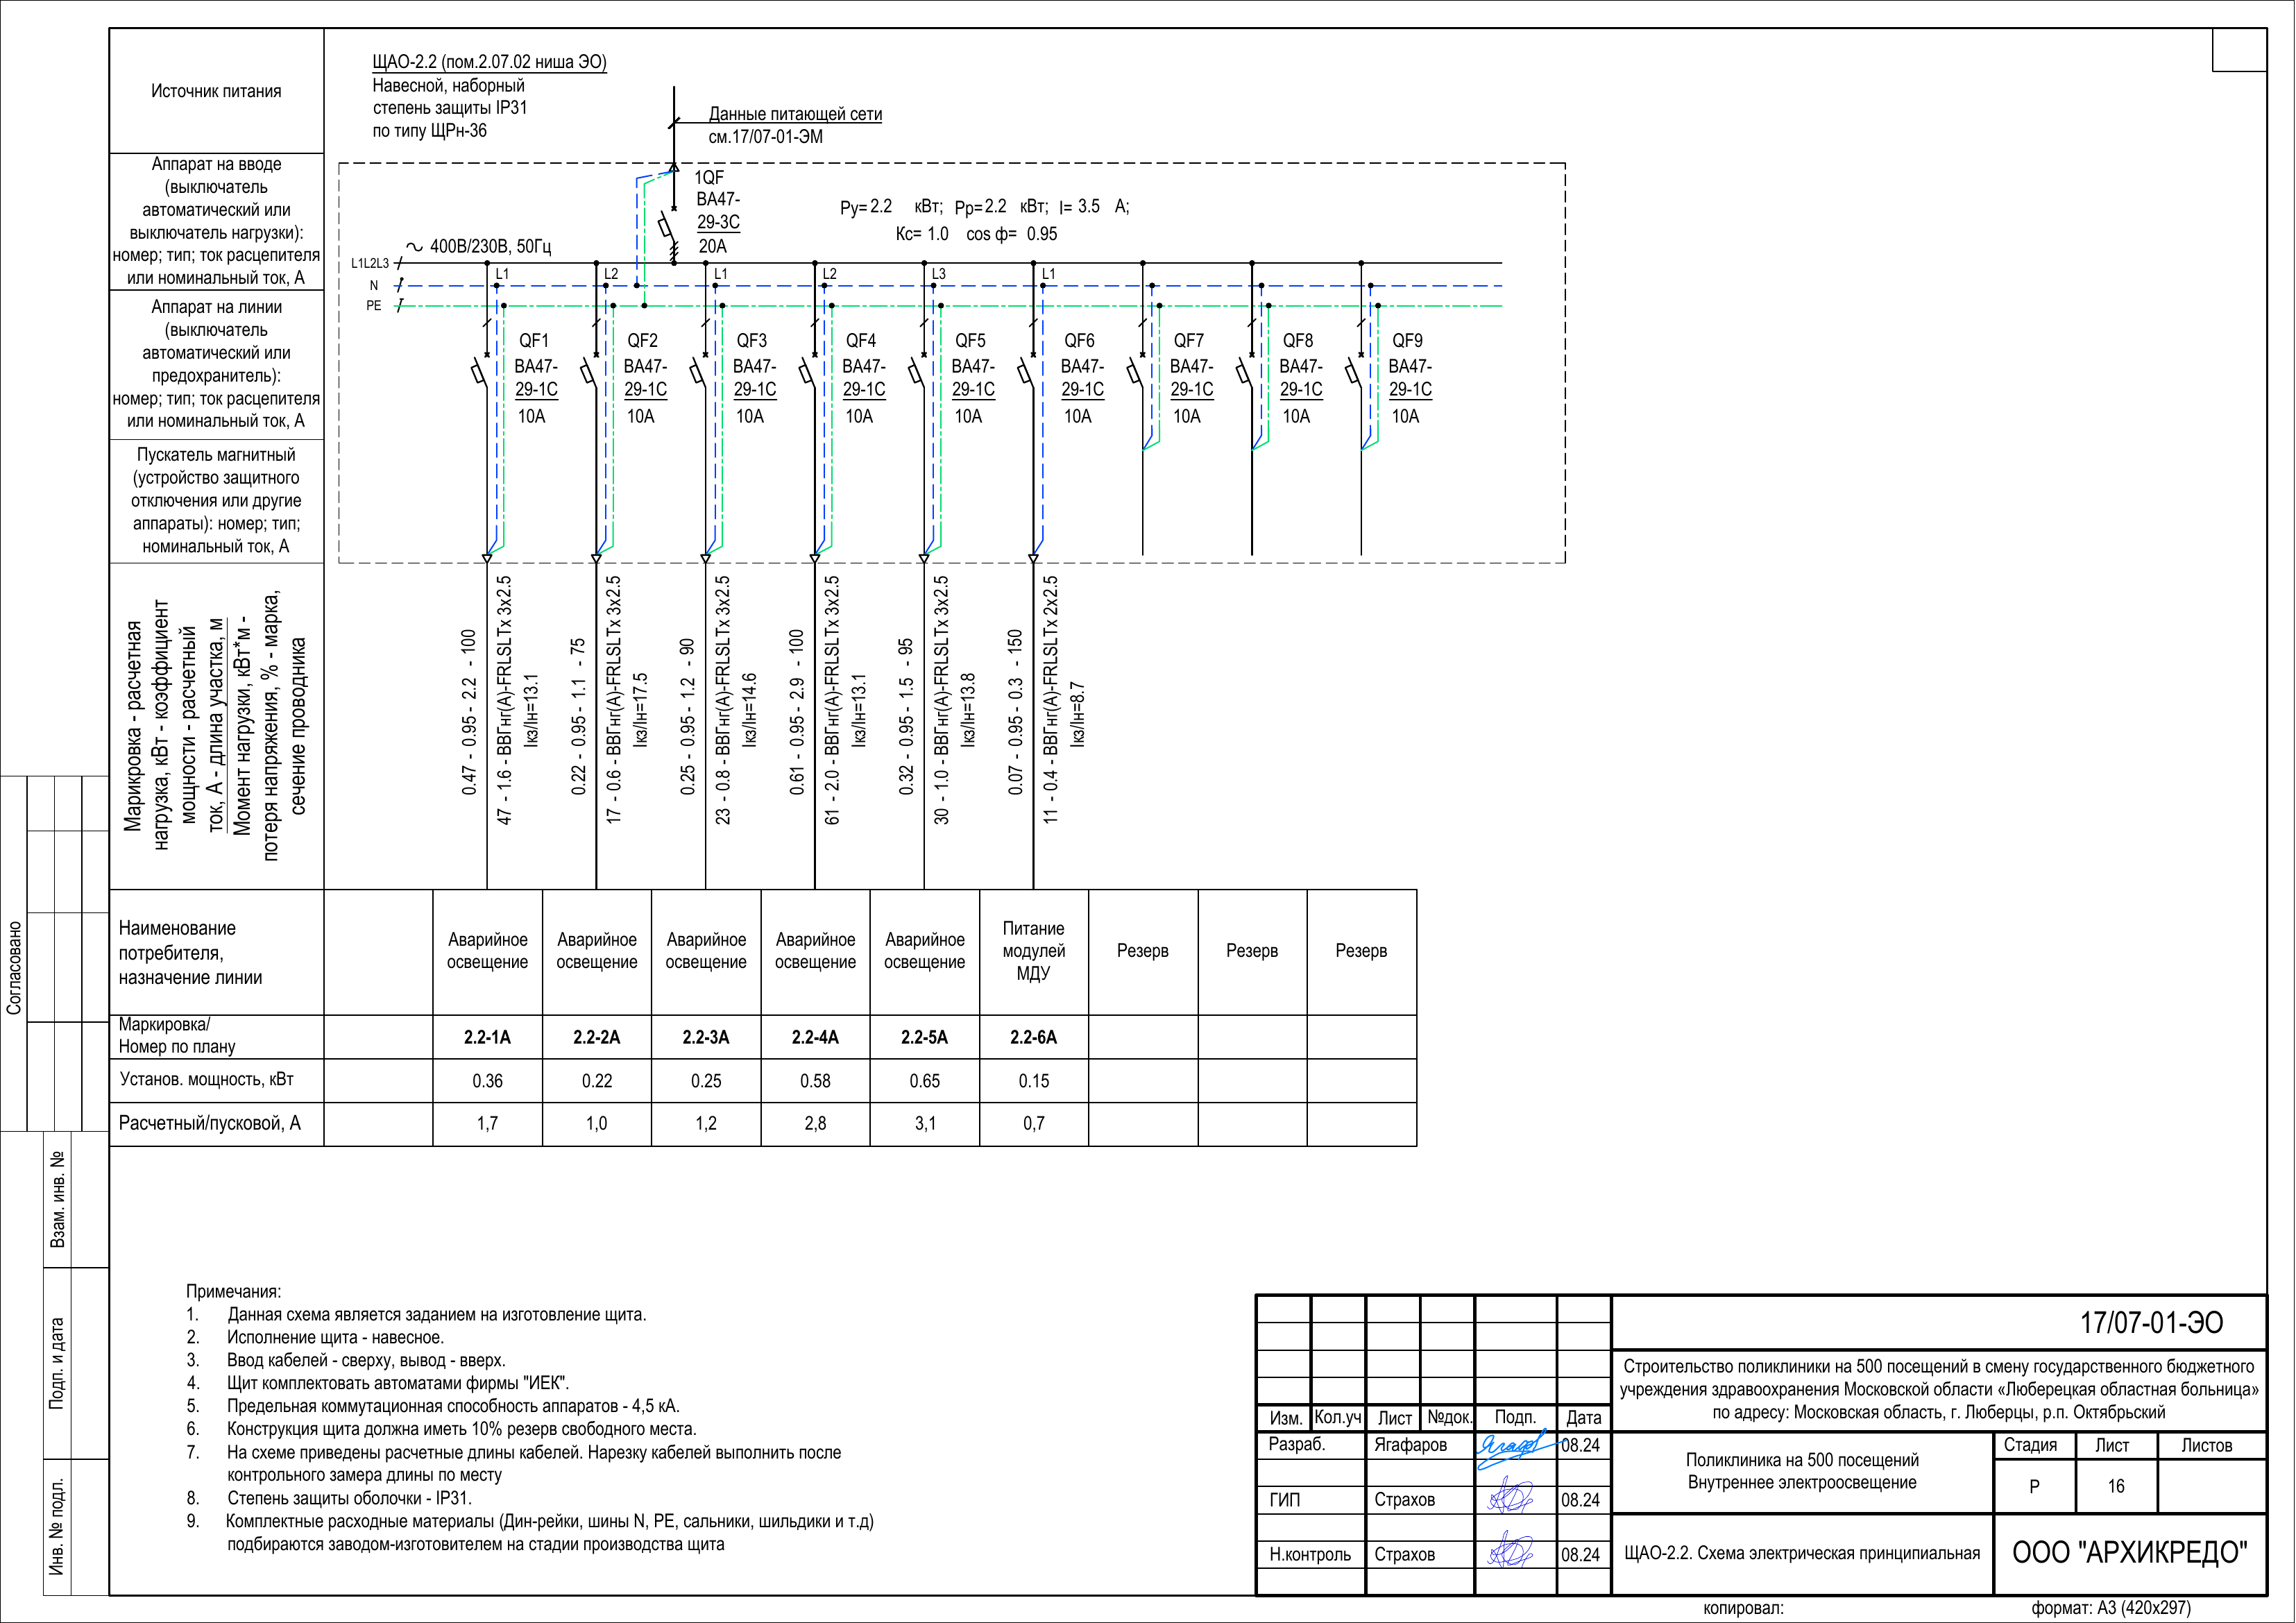 Источник питания
ЩАО-2.2 (пом.2.07.02 ниша ЭО)
Навесной, наборный
степень защиты IP31
по типу ЩРн-36
Данные питающей сети
см.17/07-01-ЭМ
Аппарат на вводе
(выключатель
автоматический или
выключатель нагрузки):
номер; тип; ток расцепителя
или номинальный ток, А
1QF
ВА47-
29-3С
20А
Ру= 2.2 кВт; Рр= 2.2 кВт; I= 3.5 А;
Кс= 1.0 cos ф= 0.95
400В/230В, 50Гц
L1L2L3
N
PE
L1 L2 L1 L2 L3 L1
Аппарат на линии
(выключатель
автоматический или
предохранитель):
номер; тип; ток расцепителя
или номинальный ток, А
QF1 QF2 QF3 QF4 QF5 QF6 QF7 QF8 QF9
ВА47- ВА47- ВА47- ВА47- ВА47- ВА47- ВА47- ВА47- ВА47-
29-1С 29-1С 29-1С 29-1С 29-1С 29-1С 29-1С 29-1С 29-1С
10А 10А 10А 10А 10А 10А 10А 10А 10А
Пускатель магнитный
(устройство защитного
отключения или другие
аппараты): номер; тип;
номинальный ток, А
Марикровка - расчетная
нагрузка, кВт - коэффициент
мощности - расчетный
ток, А - длина участка, м
Момент нагрузки, кВт*м -
потеря напряжения, % - марка,
сечение проводника
0.47 - 0.95 - 2.2 - 100
47 - 1.6 - ВВГнг(А)-FRLSLTx 3x2.5
Iкз/Iн=13.1
0.22 - 0.95 - 1.1 - 75
17 - 0.6 - ВВГнг(А)-FRLSLTx 3x2.5
Iкз/Iн=17.5
0.25 - 0.95 - 1.2 - 90
23 - 0.8 - ВВГнг(А)-FRLSLTx 3x2.5
Iкз/Iн=14.6
0.61 - 0.95 - 2.9 - 100
61 - 2.0 - ВВГнг(А)-FRLSLTx 3x2.5
Iкз/Iн=13.1
0.32 - 0.95 - 1.5 - 95
30 - 1.0 - ВВГнг(А)-FRLSLTx 3x2.5
Iкз/Iн=13.8
0.07 - 0.95 - 0.3 - 150
11 - 0.4 - ВВГнг(А)-FRLSLTx 2x2.5
Iкз/Iн=8.7
Наименование
потребителя,
назначение линии
Аварийное
освещение
Аварийное
освещение
Аварийное
освещение
Аварийное
освещение
Аварийное
освещение
Питание
модулей
МДУ
Резерв
Резерв
Резерв
Маркировка/
Номер по плану
2.2-1А 2.2-2А 2.2-3А 2.2-4А 2.2-5А 2.2-6А
Установ. мощность, кВт 0.36 0.22 0.25 0.58 0.65 0.15
Расчетный/пусковой, А 1,7 1,0 1,2 2,8 3,1 0,7
Согласовано
Взам. инв. №
Подп. и дата
Инв. № подл.
Примечания:
1. Данная схема является заданием на изготовление щита.
2. Исполнение щита - навесное.
3. Ввод кабелей - сверху, вывод - вверх.
4. Щит комплектовать автоматами фирмы "ИЕК".
5. Предельная коммутационная способность аппаратов - 4,5 кА.
6. Конструкция щита должна иметь 10% резерв свободного места.
7. На схеме приведены расчетные длины кабелей. Нарезку кабелей выполнить после
контрольного замера длины по месту
8. Степень защиты оболочки - IP31.
9. Комплектные расходные материалы (Дин-рейки, шины N, PE, сальники, шильдики и т.д)
подбираются заводом-изготовителем на стадии производства щита
17/07-01-ЭО
Строительство поликлиники на 500 посещений в смену государственного бюджетного
учреждения здравоохранения Московской области «Люберецкая областная больница»
по адресу: Московская область, г. Люберцы, р.п. Октябрьский
Изм. Кол.уч Лист №док. Подп. Дата
Разраб. Ягафаров Ягафаров 08.24
ГИП Страхов 08.24
Н.контроль Страхов 08.24
Поликлиника на 500 посещений
Внутреннее электроосвещение
Стадия Лист Листов
Р 16
ЩАО-2.2. Схема электрическая принципиальная
ООО "АРХИКРЕДО"
копировал:
формат: А3 (420x297)